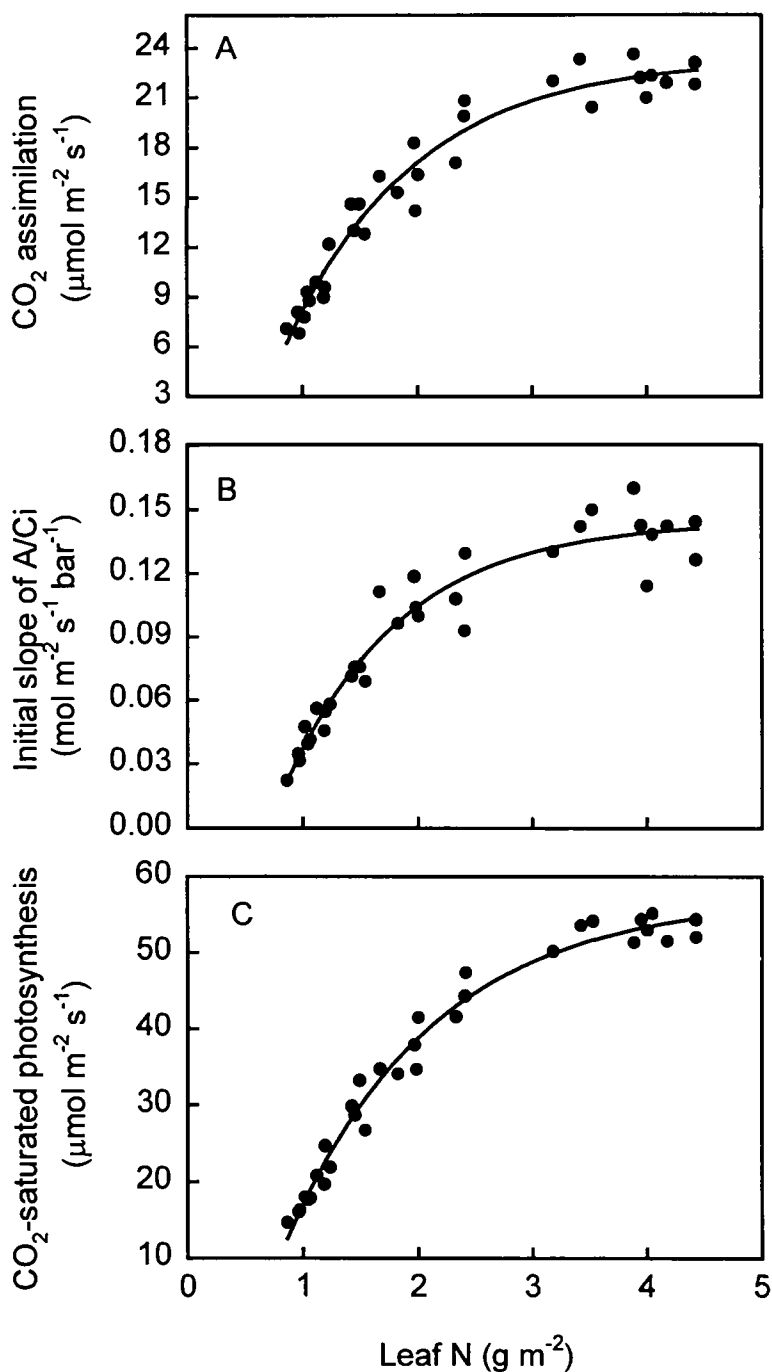 A
CO₂ assimilation
(µmol m⁻² s⁻¹)
24
21
18
15
12
9
6
3
B
Initial slope of A/Ci
(mol m⁻² s⁻¹ bar⁻¹)
0.18
0.15
0.12
0.09
0.06
0.03
0.00
C
CO₂-saturated photosynthesis
(µmol m⁻² s⁻¹)
60
50
40
30
20
10
0 1 2 3 4 5
Leaf N (g m⁻²)